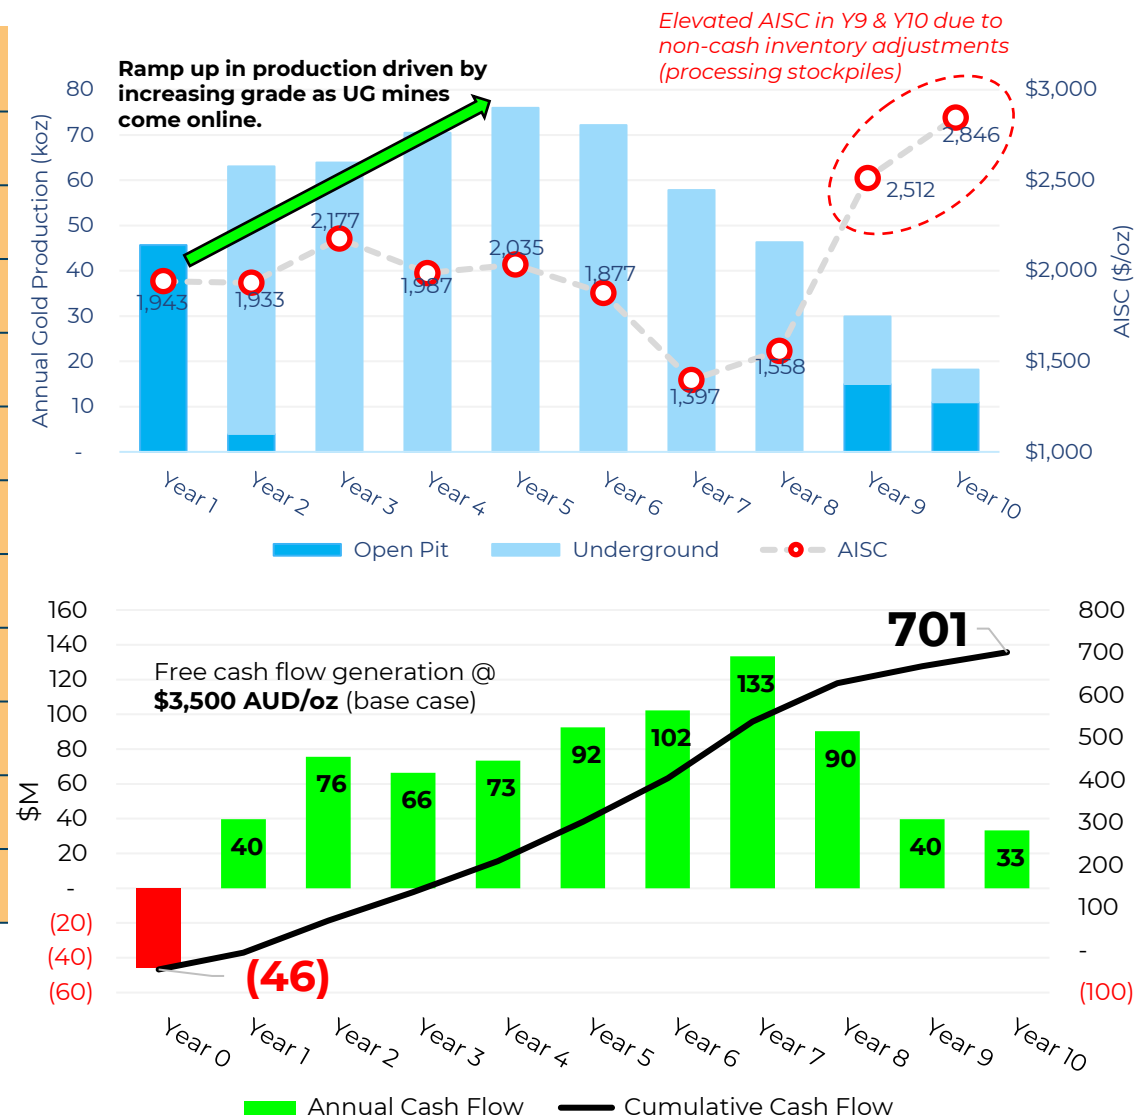 Elevated AISC in Y9 & Y10 due to
non-cash inventory adjustments
(processing stockpiles)
Ramp up in production driven by
increasing grade as UG mines
come online.
Annual Gold Production (koz)
80
70
60
50
40
30
20
10
-
$3,000
$2,500
$2,000
$1,500
$1,000
AISC ($/oz)
1,943
1,933
2,177
1,987
2,035
1,877
1,397
1,558
2,512
2,846
Year 1
Year 2
Year 3
Year 4
Year 5
Year 6
Year 7
Year 8
Year 9
Year 10
Open Pit
Underground
AISC
$M
160
140
120
100
80
60
40
20
-
(20)
(40)
(60)
Free cash flow generation @
$3,500 AUD/oz (base case)
701
(46)
40
76
66
73
92
102
133
90
40
33
800
700
600
500
400
300
200
100
-
(100)
Year 0
Year 1
Year 2
Year 3
Year 4
Year 5
Year 6
Year 7
Year 8
Year 9
Year 10
Annual Cash Flow
Cumulative Cash Flow